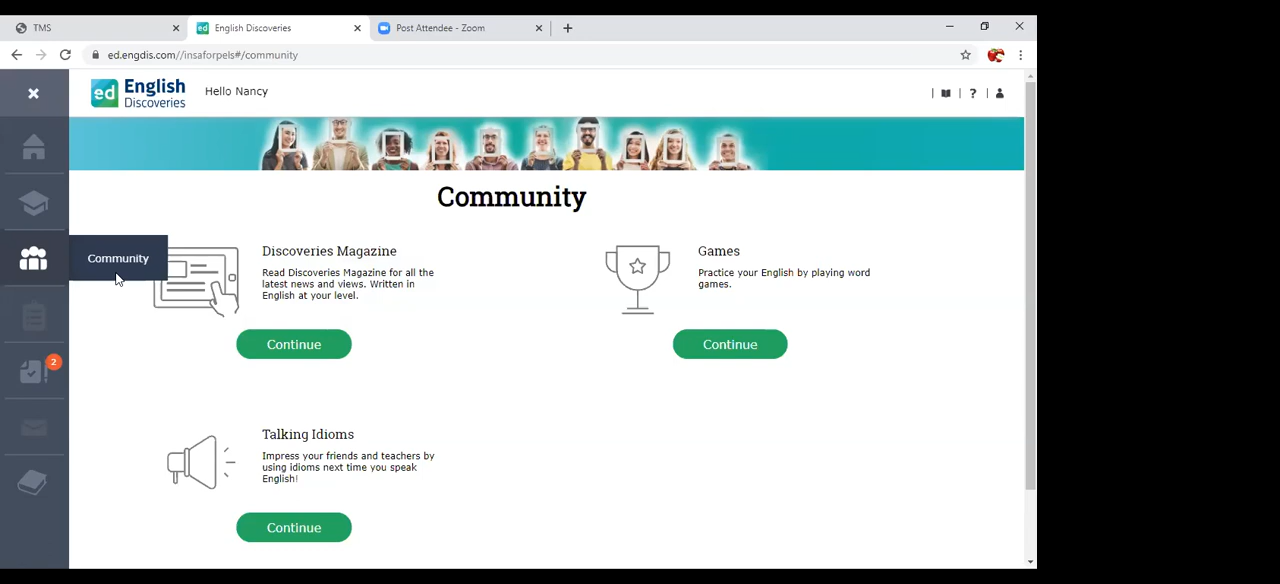 TMS
English Discoveries
Post Attendee - Zoom
ed.engdis.com//insaforpels#/community
ed English Discoveries
Hello Nancy
Community
Community
Discoveries Magazine
Read Discoveries Magazine for all the
latest news and views. Written in
English at your level.
Continue
Games
Practice your English by playing word
games.
Continue
2
Talking Idioms
Impress your friends and teachers by
using idioms next time you speak
English!
Continue